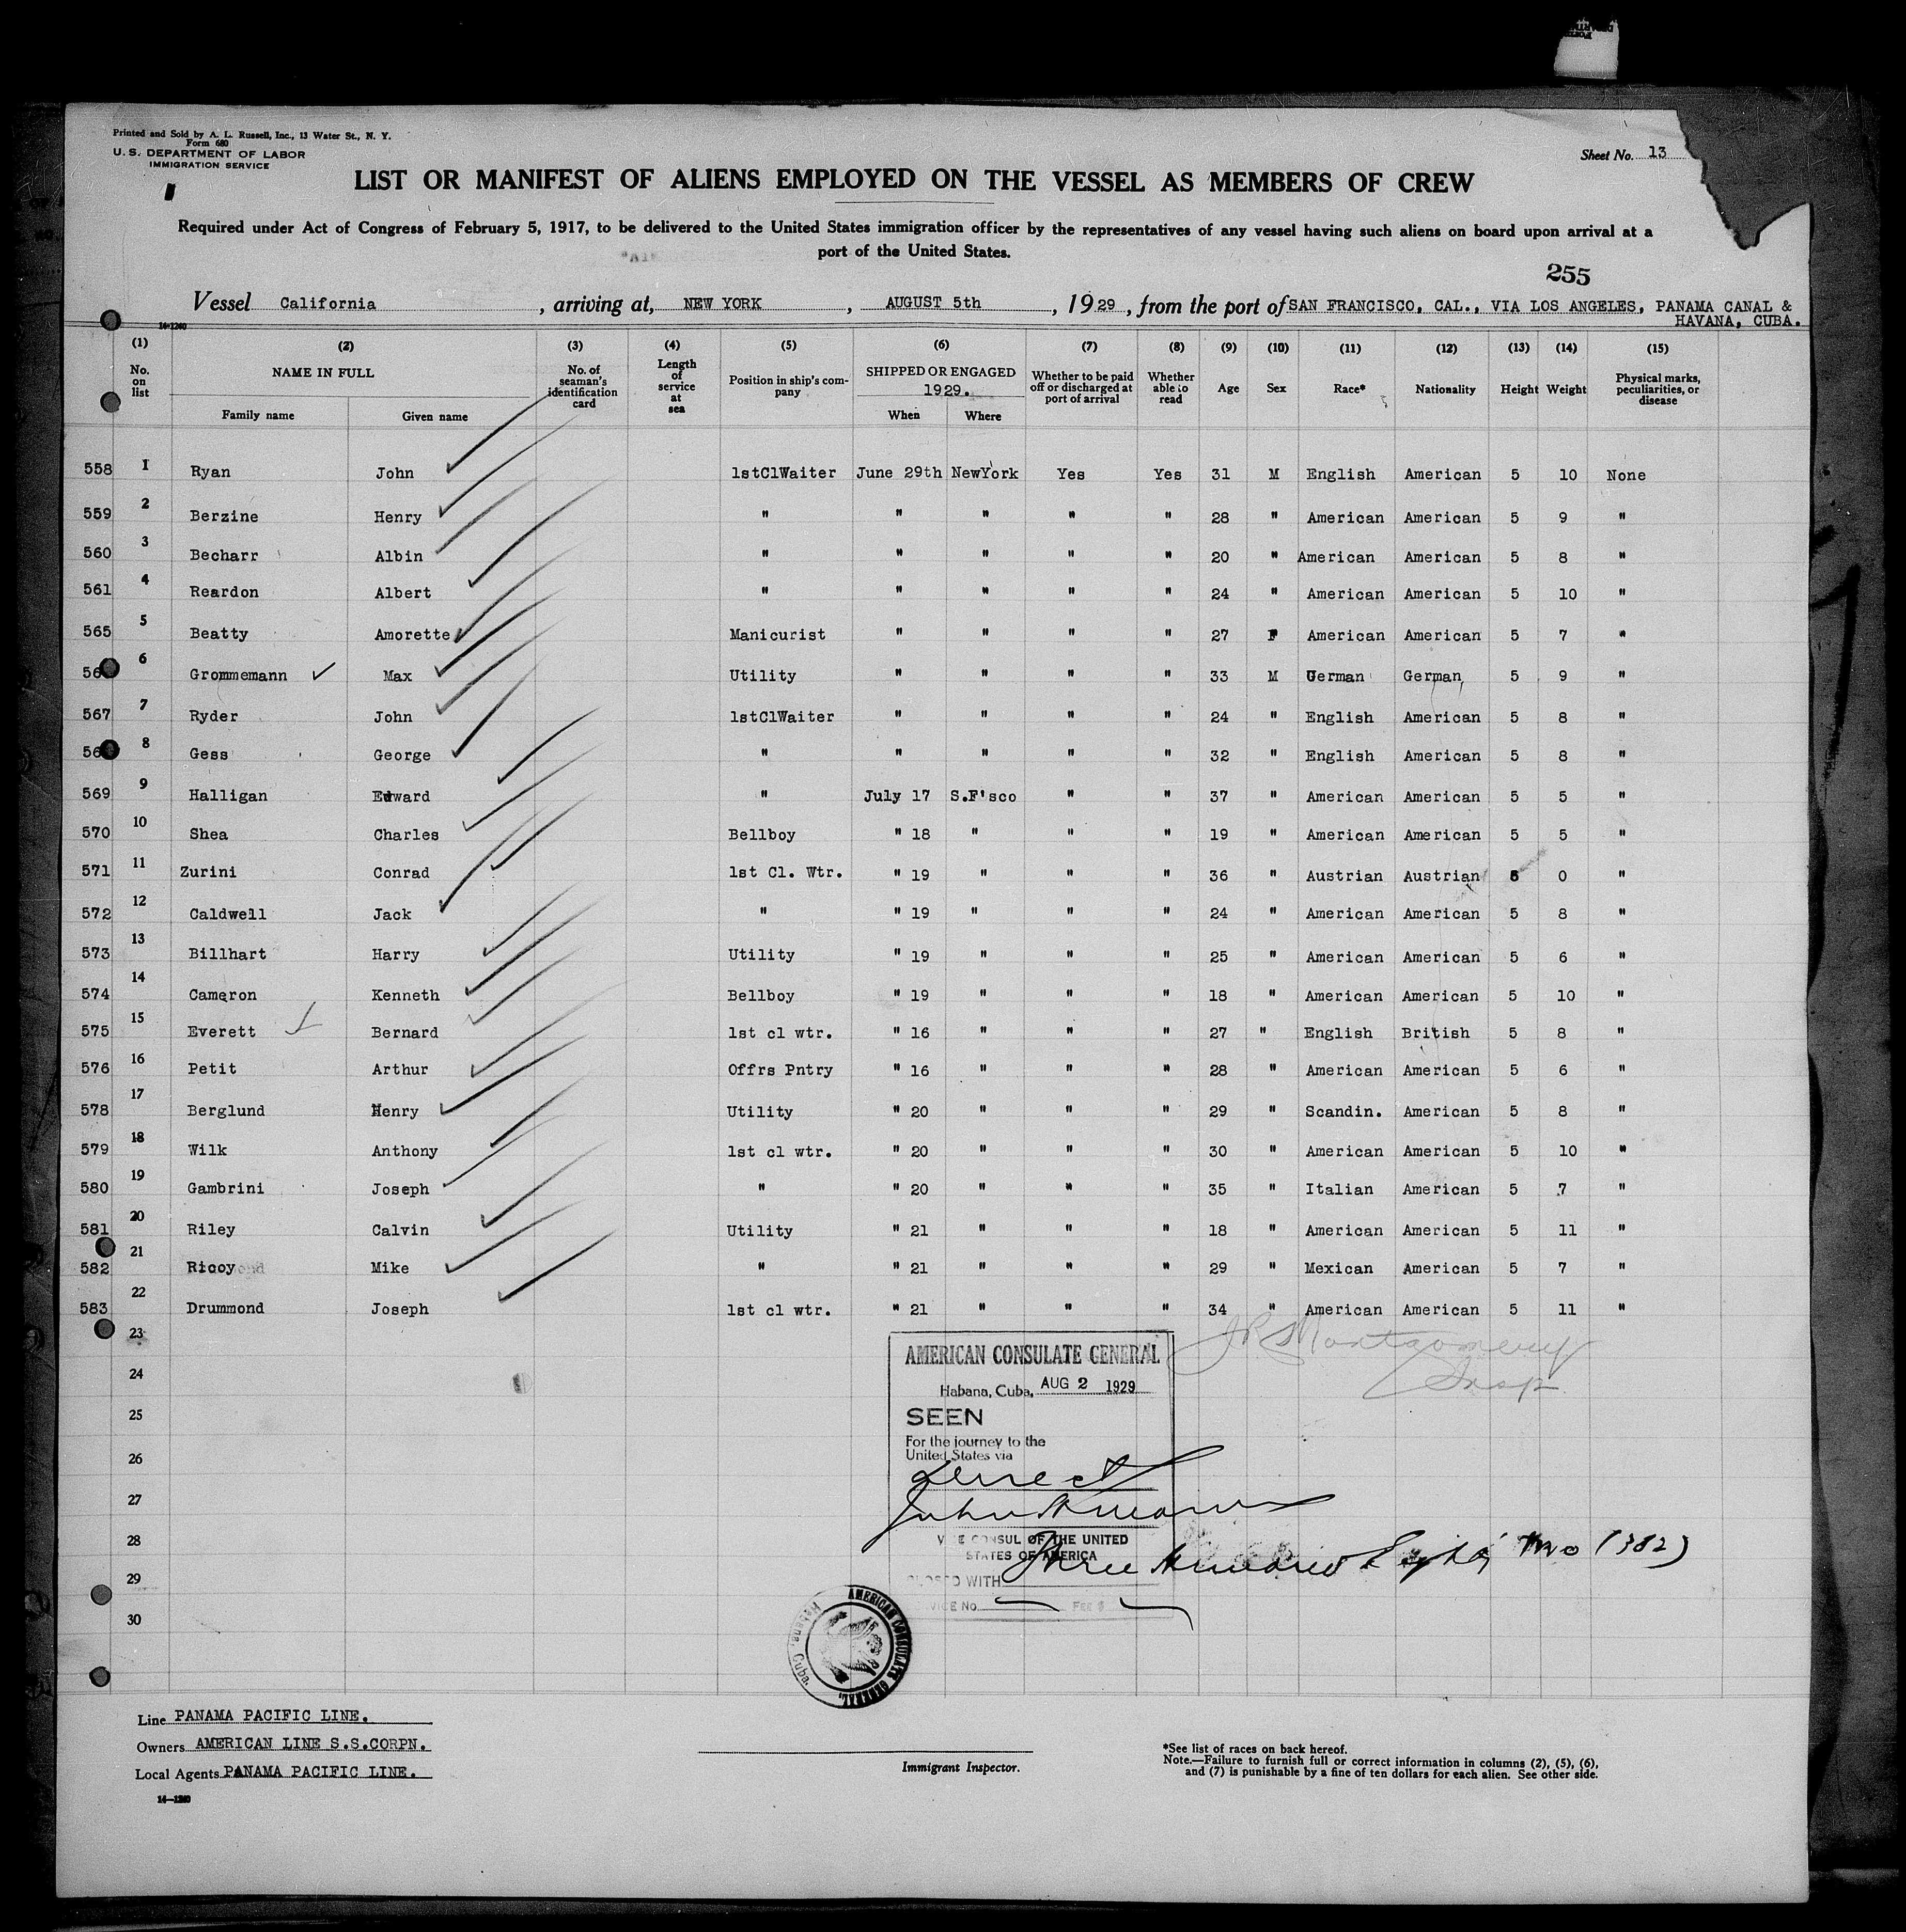 Printed and Sold by A. L. Russell, Inc., 13 Water St., N. Y.
Form 680
U. S. DEPARTMENT OF LABOR
IMMIGRATION SERVICE
Sheet No. 13
LIST OR MANIFEST OF ALIENS EMPLOYED ON THE VESSEL AS MEMBERS OF CREW
Required under Act of Congress of February 5, 1917, to be delivered to the United States immigration officer by the representatives of any vessel having such aliens on board upon arrival at a
port of the United States.
255
Vessel California, arriving at, NEW YORK, AUGUST 5th, 1929, from the port of SAN FRANCISCO, CAL., VIA LOS ANGELES, PANAMA CANAL &
HAVANA, CUBA.
14-1240
(1) (2) (3) (4) (5) (6) (7) (8) (9) (10) (11) (12) (13) (14) (15)
No. on list NAME IN FULL Family name Given name No. of seaman's identification card Length of service at sea Position in ship's company SHIPPED OR ENGAGED 1929. When Where Whether to be paid off or discharged at port of arrival Whether able to read Age Sex Race* Nationality Height Weight Physical marks, peculiarities, or disease
558 1 Ryan John 1stClWaiter June 29th NewYork Yes Yes 31 M English American 5 10 None
559 2 Berzine Henry " " " " " 28 " American American 5 9 "
560 3 Becharr Albin " " " " " 20 " American American 5 8 "
561 4 Reardon Albert " " " " " 24 " American American 5 10 "
565 5 Beatty Amorette Manicurist " " " " 27 F American American 5 7 "
56 6 Grommemann Max Utility " " " " 33 M German German 5 9 "
567 7 Ryder John 1stClWaiter " " " " 24 " English American 5 8 "
56 8 Gess George " " " " " 32 " English American 5 8 "
569 9 Halligan Edward " July 17 S.F'sco " " 37 " American American 5 5 "
570 10 Shea Charles Bellboy " 18 " " " 19 " American American 5 5 "
571 11 Zurini Conrad 1st Cl. Wtr. " 19 " " " 36 " Austrian Austrian 6 0 "
572 12 Caldwell Jack " " 19 " " " 24 " American American 5 8 "
573 13 Billhart Harry Utility " 19 " " " 25 " American American 5 6 "
574 14 Cameron Kenneth Bellboy " 19 " " " 18 " American American 5 10 "
575 15 Everett Bernard 1st cl wtr. " 16 " " " 27 " English British 5 8 "
576 16 Petit Arthur Offrs Pntry " 16 " " " 28 " American American 5 6 "
578 17 Berglund Henry Utility " 20 " " " 29 " Scandin. American 5 8 "
579 18 Wilk Anthony 1st cl wtr. " 20 " " " 30 " American American 5 10 "
580 19 Gambrini Joseph " " 20 " " " 35 " Italian American 5 7 "
581 20 Riley Calvin Utility " 21 " " " 18 " American American 5 11 "
582 21 Ricoy Mike " " 21 " " " 29 " Mexican American 5 7 "
583 22 Drummond Joseph 1st cl wtr. " 21 " " " 34 " American American 5 11 "
23
24
25
26
27
28
29
30
J R Montgomery
Insp
AMERICAN CONSULATE GENERAL
Habana, Cuba, AUG 2 1929
SEEN
For the journey to the
United States via
direct
VICE CONSUL OF THE UNITED
STATES OF AMERICA
Three Hundred Eighty Two (382)
CLOSED WITH
SERVICE No. FEE $
AMERICAN CONSULATE GENERAL, Habana, Cuba.
Line PANAMA PACIFIC LINE.
Owners AMERICAN LINE S.S.CORPN.
Local Agents PANAMA PACIFIC LINE.
14-1240
Immigrant Inspector.
*See list of races on back hereof.
Note.—Failure to furnish full or correct information in columns (2), (5), (6),
and (7) is punishable by a fine of ten dollars for each alien. See other side.